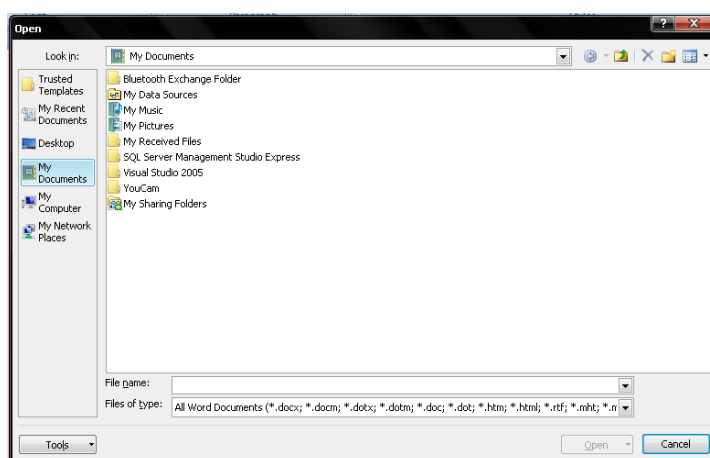 Open
Look in:
My Documents
Trusted
Templates
My Recent
Documents
Desktop
My
Documents
My
Computer
My Network
Places
Bluetooth Exchange Folder
My Data Sources
My Music
My Pictures
My Received Files
SQL Server Management Studio Express
Visual Studio 2005
YouCam
My Sharing Folders
File name:
Files of type:
All Word Documents (*.docx; *.docm; *.dotx; *.dotm; *.doc; *.dot; *.htm; *.html; *.rtf; *.mht; *.m
Tools
Open
Cancel